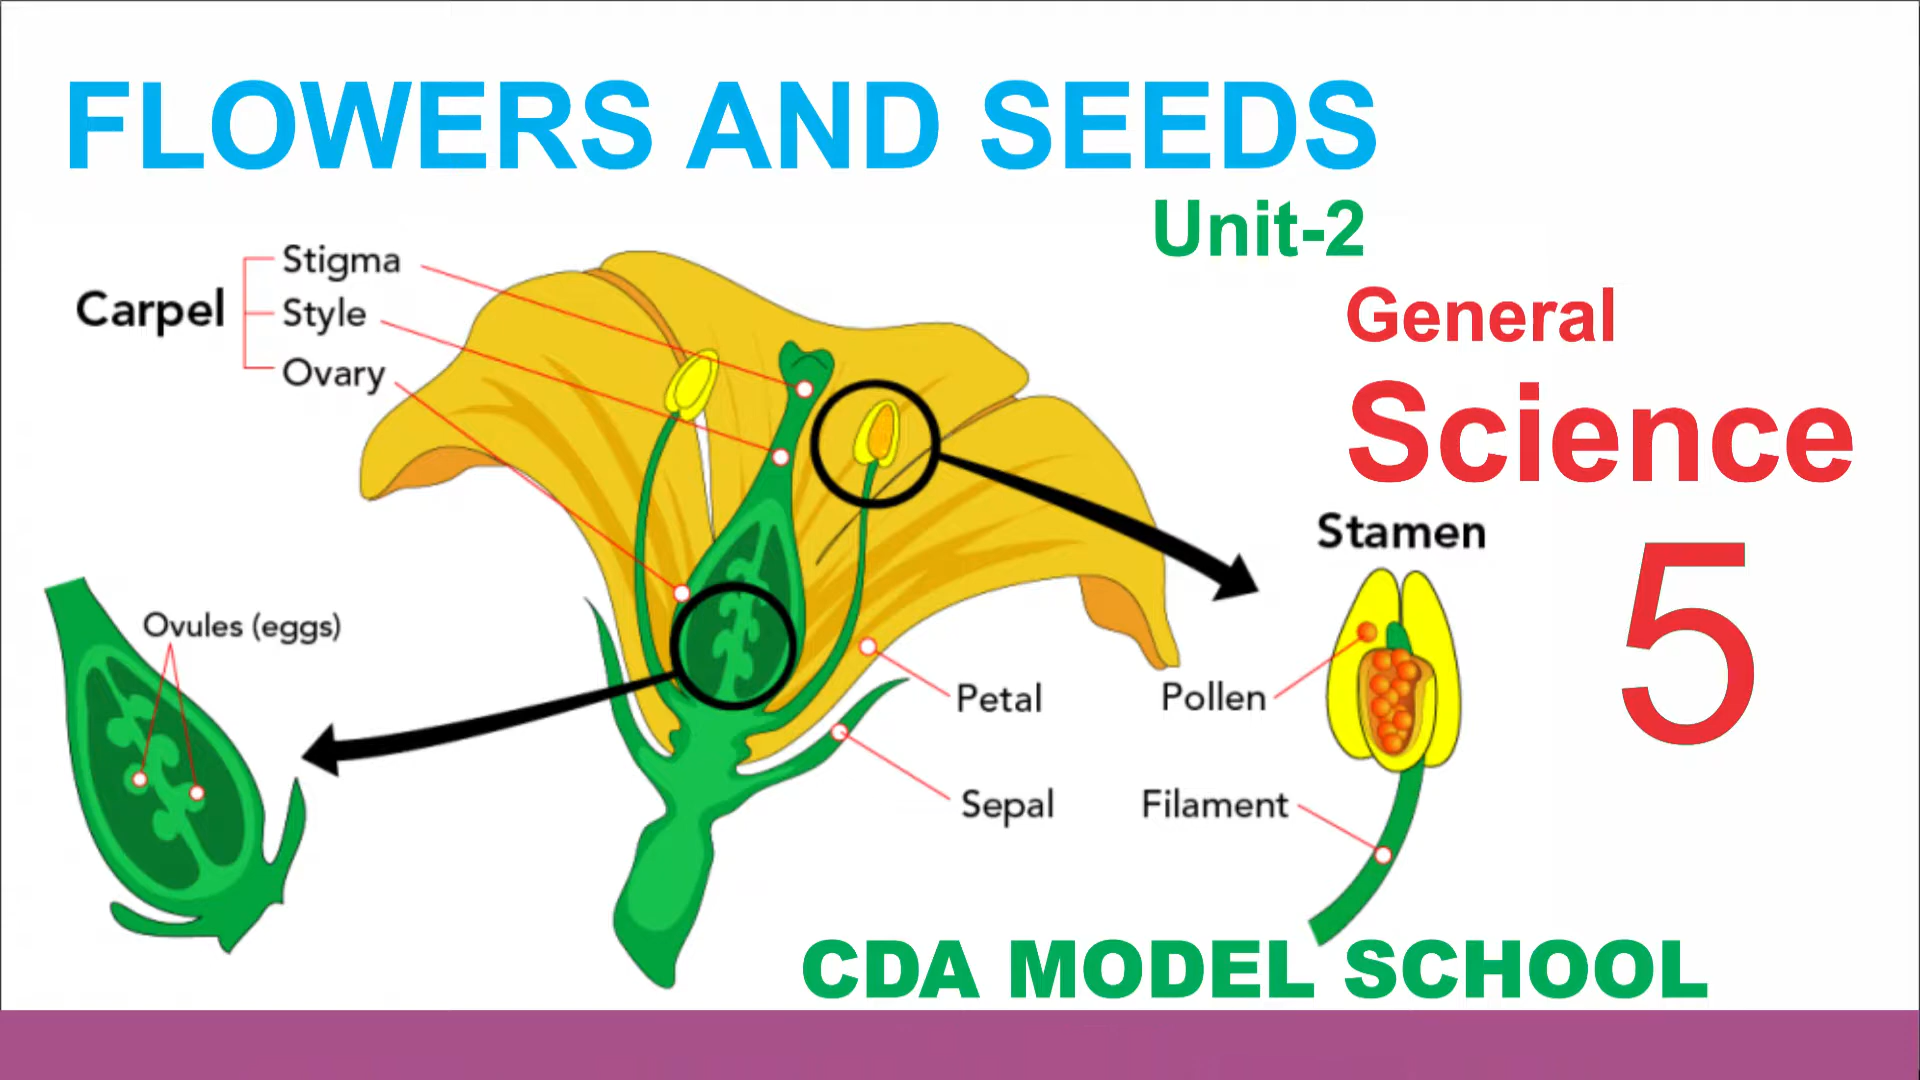 FLOWERS AND SEEDS
Unit-2
General
Science
5
Carpel
Stigma
Style
Ovary
Ovules (eggs)
Petal
Sepal
Stamen
Pollen
Filament
CDA MODEL SCHOOL